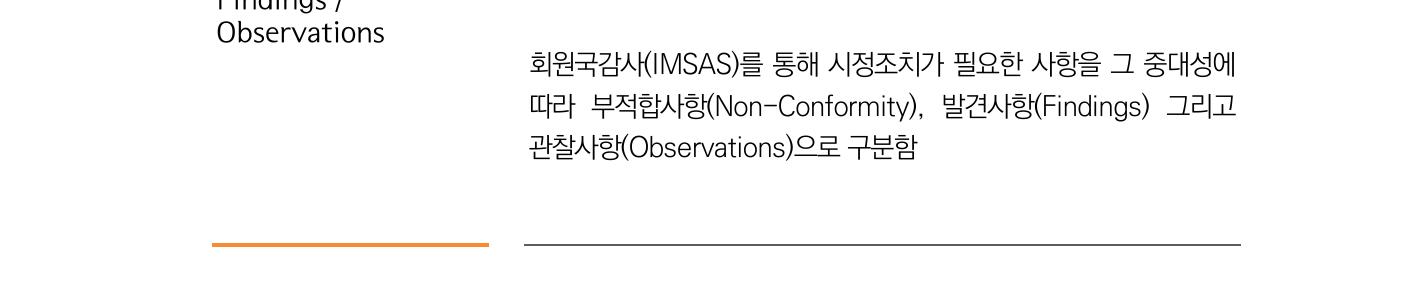 Findings /
Observations
회원국감사(IMSAS)를 통해 시정조치가 필요한 사항을 그 중대성에
따라 부적합사항(Non-Conformity), 발견사항(Findings) 그리고
관찰사항(Observations)으로 구분함